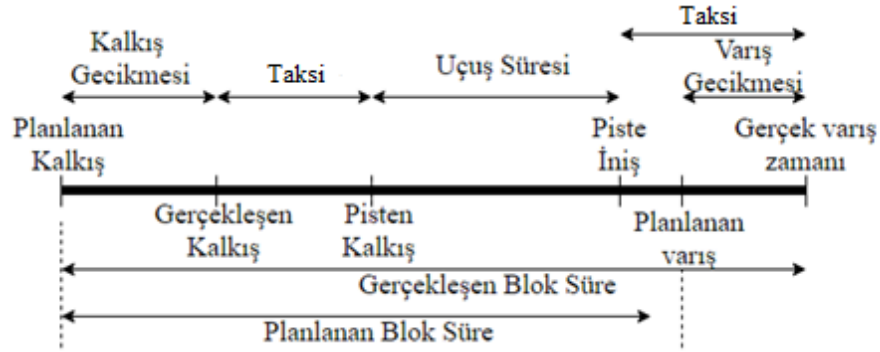 Kalkış
Gecikmesi
Taksi
Uçuş Süresi
Taksi
Varış
Gecikmesi
Planlanan
Kalkış
Piste
İniş
Gerçek varış
zamanı
Gerçekleşen
Kalkış
Pisten
Kalkış
Planlanan
varış
Gerçekleşen Blok Süre
Planlanan Blok Süre